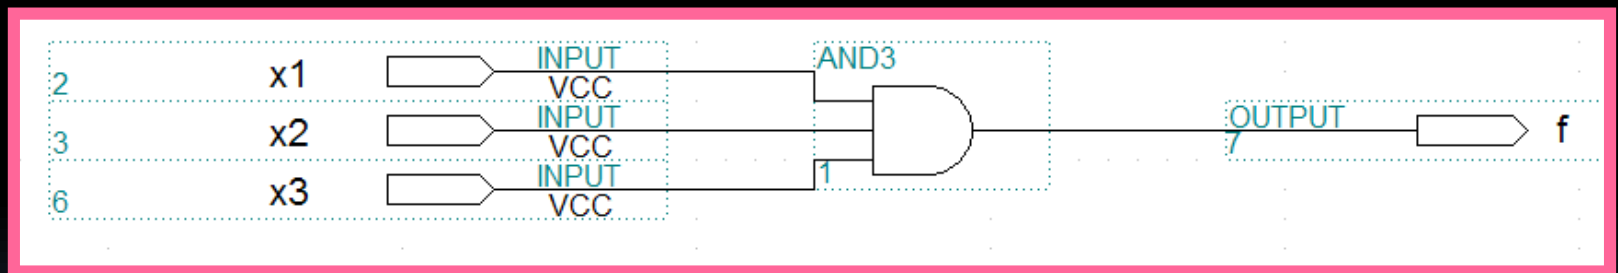 INPUT
AND3
x1
VCC
2
INPUT
OUTPUT
x2
VCC
f
3
7
INPUT
1
x3
VCC
6